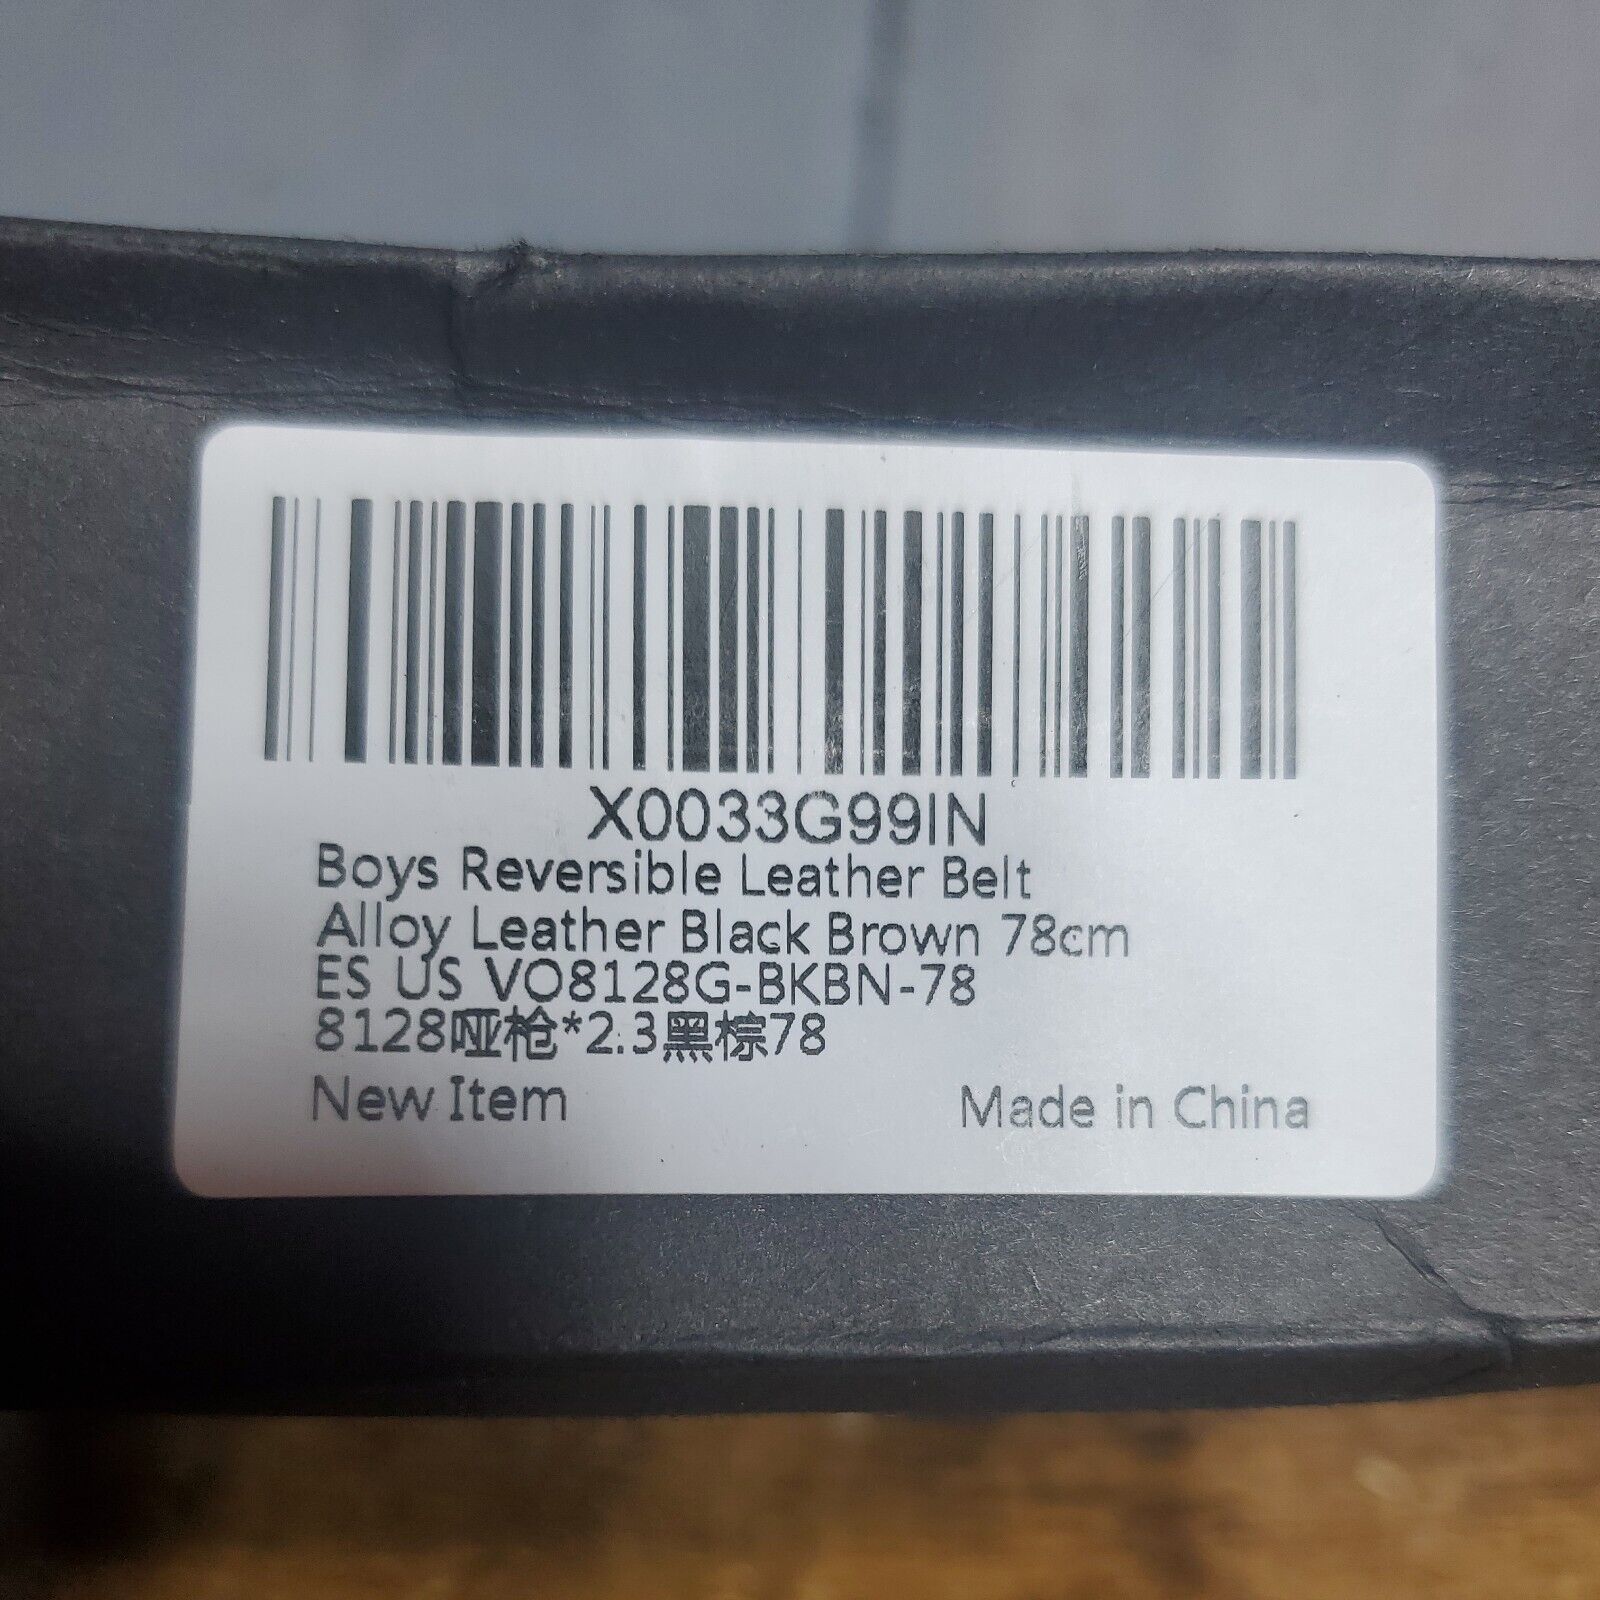 X0033G99IN
Boys Reversible Leather Belt
Alloy Leather Black Brown 78cm
ES US VO8128G-BKBN-78
8128哑枪*2.3黑棕78
New Item
Made in China